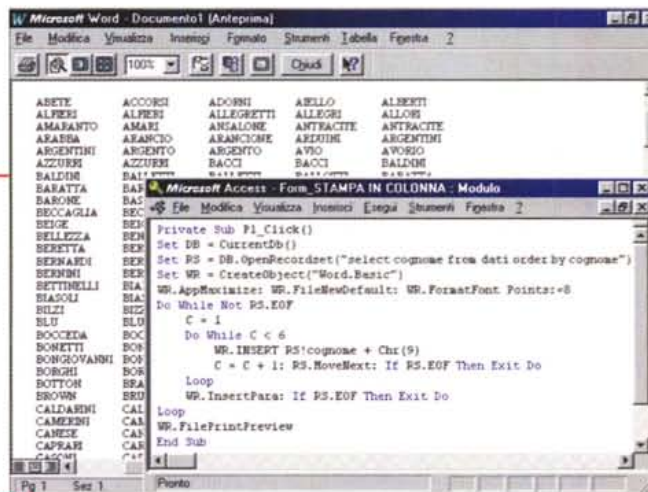 Microsoft Word - Documento1 (Anteprima)
File Modifica Visualizza Inserisci Formato Strumenti Tabella Finestra ?
100% Chiudi
ABETE ACCORSI ADORNI AIELLO ALBERTI
ALFIERI ALFIERI ALLEGRETTI ALLEGRI ALLORI
AMARANTO AMARI ANSALONE ANTRACITE ANTRACITE
ARABBA ARANCIO ARANCIONE ARDUINI ARGENTINI
ARGENTINI ARGENTO ARGENTO AVIO AVORIO
AZZURRI AZZURRI BACCI BACCI BALDINI
BALDINI
BARATTA
BARONE
BECCAGLIA
BEIGE
BELLEZZA
BERETTA
BERNARDI
BERNINI
BETTINELLI
BIASOLI
BILZI
BLU
BOCCEDA
BONETTI
BONGIOVANNI
BORGHI
BOTTON
BROWN
CALDARINI
CAMERINI
CANESE
CAPRARI
Pg 1 Sez 1
Microsoft Access - Form_STAMPA IN COLONNA : Modulo
File Modifica Visualizza Inserisci Esegui Strumenti Finestra ?
Private Sub P1_Click()
Set DB = CurrentDb()
Set RS = DB.OpenRecordset("select cognome from dati order by cognome")
Set WR = CreateObject("Word.Basic")
WR.AppMaximize: WR.FileNewDefault: WR.FormatFont Points:=8
Do While Not RS.EOF
C = 1
Do While C < 6
WR.INSERT RS!cognome + Chr(9)
C = C + 1: RS.MoveNext: If RS.EOF Then Exit Do
Loop
WR.InsertPara: If RS.EOF Then Exit Do
Loop
WR.FilePrintPreview
End Sub
Pronto